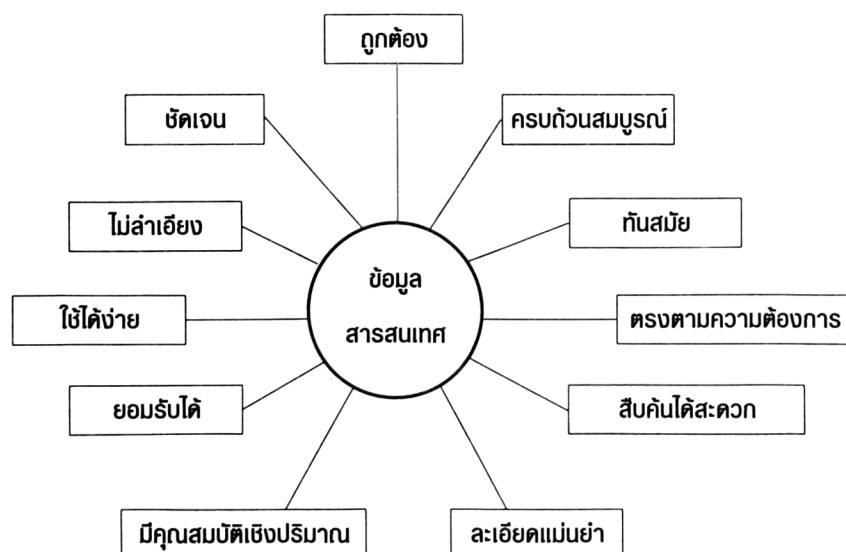 ถูกต้อง
ชัดเจน
ครบถ้วนสมบูรณ์
ไม่ลำเอียง
ทันสมัย
ข้อมูล
สารสนเทศ
ใช้ได้ง่าย
ตรงตามความต้องการ
ยอมรับได้
สืบค้นได้สะดวก
มีคุณสมบัติเชิงปริมาณ
ละเอียดแม่นยำ